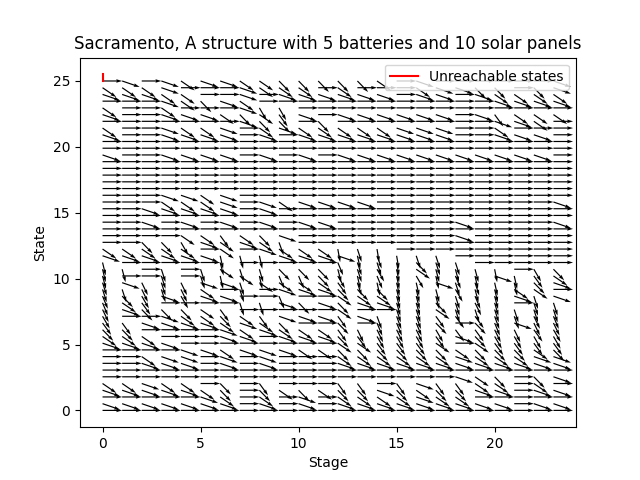 Sacramento, A structure with 5 batteries and 10 solar panels
Unreachable states
25
20
15
10
5
0
State
0 5 10 15 20
Stage